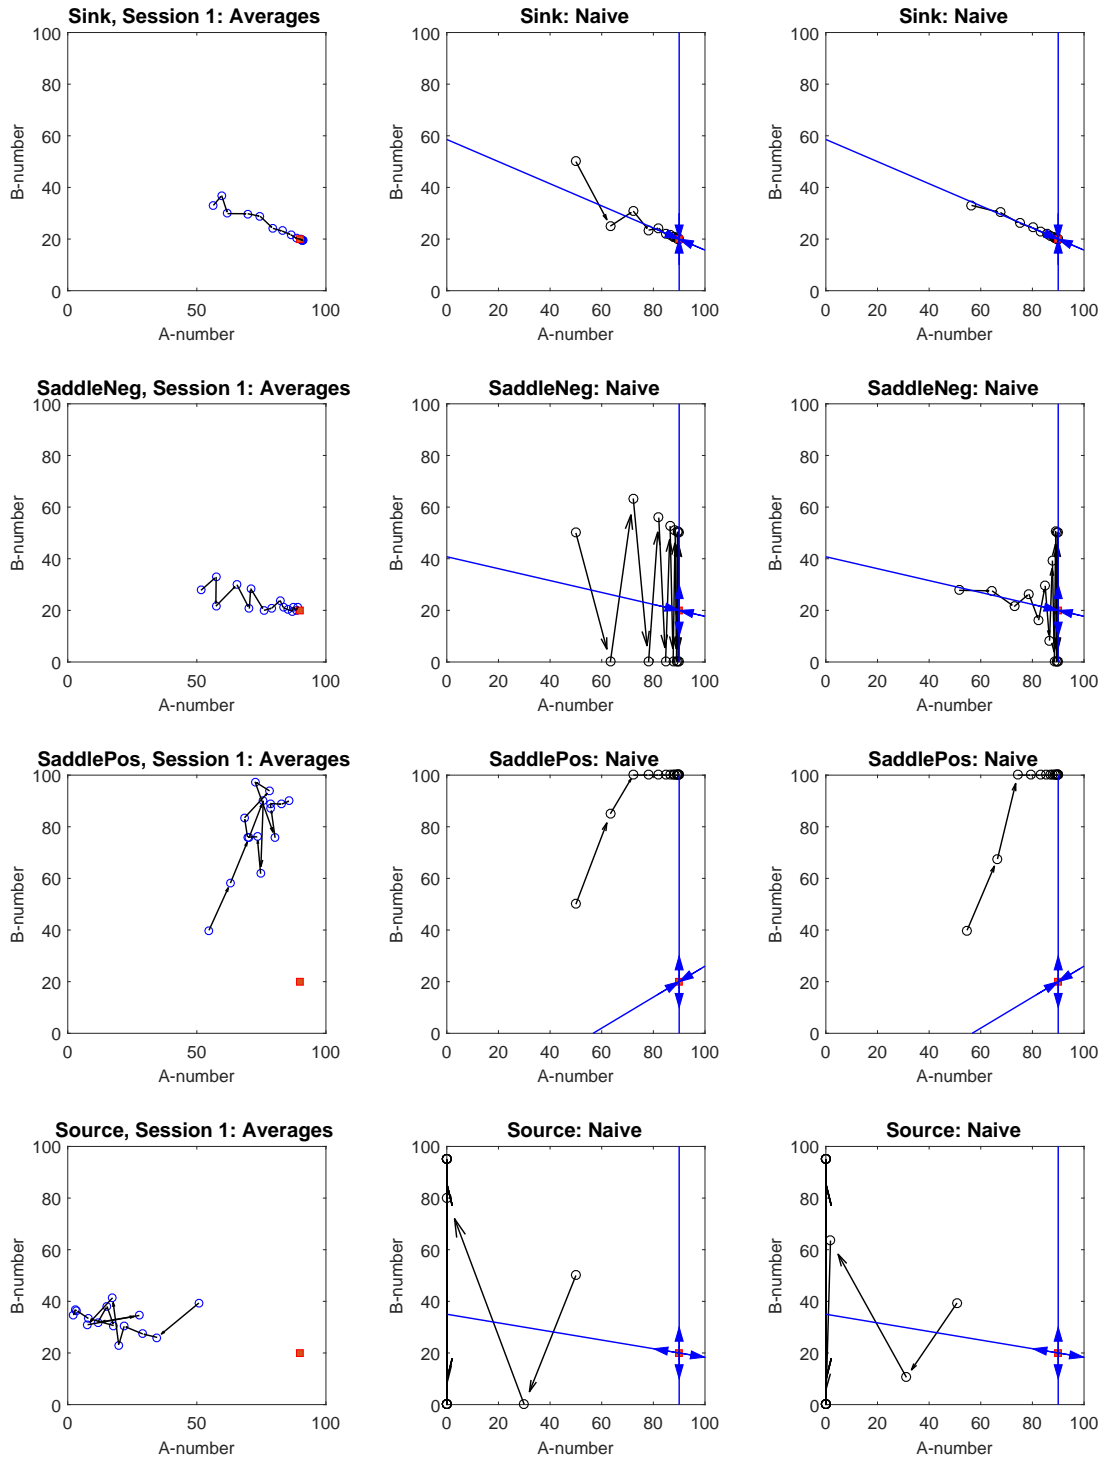 Sink, Session 1: Averages
Sink: Naive
Sink: Naive
100
80
60
40
20
0
B-number
0
50
100
A-number
100
80
60
40
20
0
B-number
0 20 40 60 80 100
A-number
100
80
60
40
20
0
B-number
0 20 40 60 80 100
A-number
SaddleNeg, Session 1: Averages
SaddleNeg: Naive
SaddleNeg: Naive
100
80
60
40
20
0
B-number
0
50
100
A-number
100
80
60
40
20
0
B-number
0 20 40 60 80 100
A-number
100
80
60
40
20
0
B-number
0 20 40 60 80 100
A-number
SaddlePos, Session 1: Averages
SaddlePos: Naive
SaddlePos: Naive
100
80
60
40
20
0
B-number
0
50
100
A-number
100
80
60
40
20
0
B-number
0 20 40 60 80 100
A-number
100
80
60
40
20
0
B-number
0 20 40 60 80 100
A-number
Source, Session 1: Averages
Source: Naive
Source: Naive
100
80
60
40
20
0
B-number
0
50
100
A-number
100
80
60
40
20
0
B-number
0 20 40 60 80 100
A-number
100
80
60
40
20
0
B-number
0 20 40 60 80 100
A-number